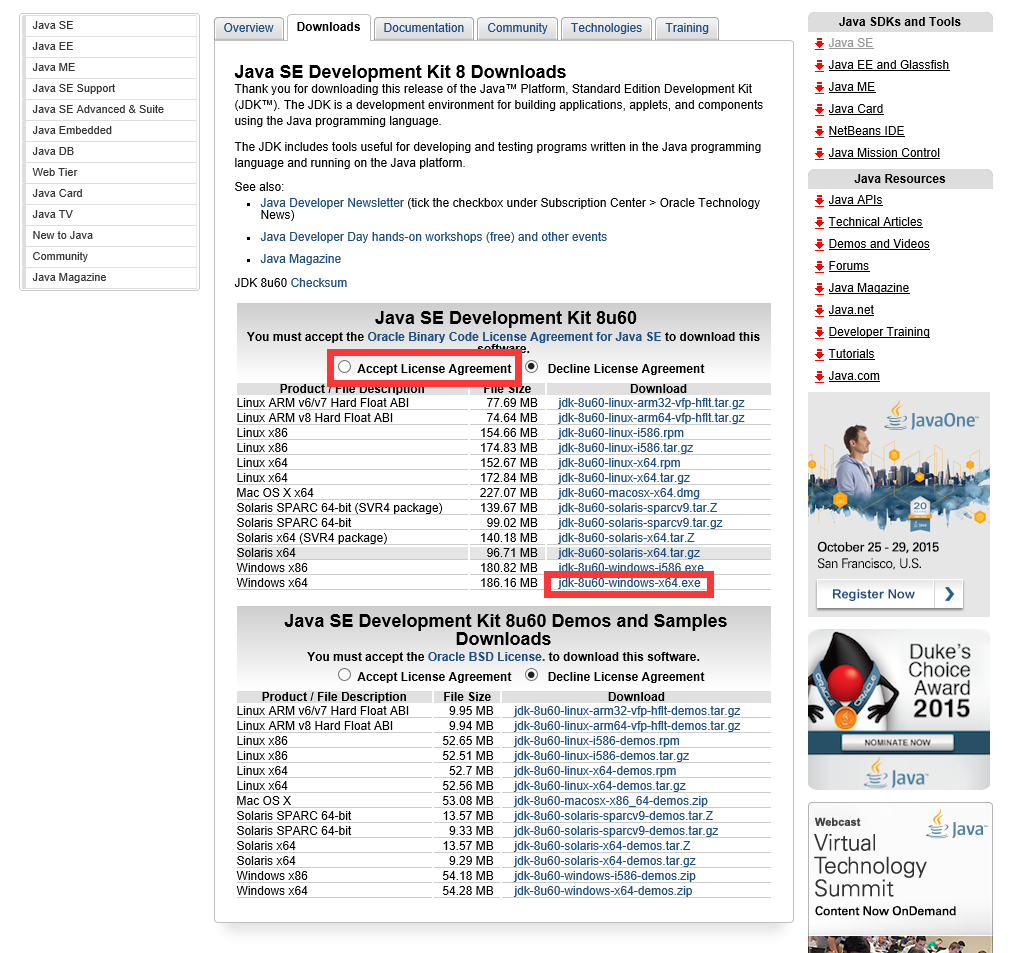 Java SE
Java EE
Java ME
Java SE Support
Java SE Advanced & Suite
Java Embedded
Java DB
Web Tier
Java Card
Java TV
New to Java
Community
Java Magazine
Overview Downloads Documentation Community Technologies Training
Java SE Development Kit 8 Downloads
Thank you for downloading this release of the Java™ Platform, Standard Edition Development Kit
(JDK™). The JDK is a development environment for building applications, applets, and components
using the Java programming language.
The JDK includes tools useful for developing and testing programs written in the Java programming
language and running on the Java platform.
See also:
Java Developer Newsletter (tick the checkbox under Subscription Center > Oracle Technology
News)
Java Developer Day hands-on workshops (free) and other events
Java Magazine
JDK 8u60 Checksum
Java SE Development Kit 8u60
You must accept the Oracle Binary Code License Agreement for Java SE to download this
software.
Accept License Agreement Decline License Agreement
Product / File Description File Size Download
Linux ARM v6/v7 Hard Float ABI 77.69 MB jdk-8u60-linux-arm32-vfp-hflt.tar.gz
Linux ARM v8 Hard Float ABI 74.64 MB jdk-8u60-linux-arm64-vfp-hflt.tar.gz
Linux x86 154.66 MB jdk-8u60-linux-i586.rpm
Linux x86 174.83 MB jdk-8u60-linux-i586.tar.gz
Linux x64 152.67 MB jdk-8u60-linux-x64.rpm
Linux x64 172.84 MB jdk-8u60-linux-x64.tar.gz
Mac OS X x64 227.07 MB jdk-8u60-macosx-x64.dmg
Solaris SPARC 64-bit (SVR4 package) 139.67 MB jdk-8u60-solaris-sparcv9.tar.Z
Solaris SPARC 64-bit 99.02 MB jdk-8u60-solaris-sparcv9.tar.gz
Solaris x64 (SVR4 package) 140.18 MB jdk-8u60-solaris-x64.tar.Z
Solaris x64 96.71 MB jdk-8u60-solaris-x64.tar.gz
Windows x86 180.82 MB jdk-8u60-windows-i586.exe
Windows x64 186.16 MB jdk-8u60-windows-x64.exe
Java SE Development Kit 8u60 Demos and Samples
Downloads
You must accept the Oracle BSD License. to download this software.
Accept License Agreement Decline License Agreement
Product / File Description File Size Download
Linux ARM v6/v7 Hard Float ABI 9.95 MB jdk-8u60-linux-arm32-vfp-hflt-demos.tar.gz
Linux ARM v8 Hard Float ABI 9.94 MB jdk-8u60-linux-arm64-vfp-hflt-demos.tar.gz
Linux x86 52.65 MB jdk-8u60-linux-i586-demos.rpm
Linux x86 52.51 MB jdk-8u60-linux-i586-demos.tar.gz
Linux x64 52.7 MB jdk-8u60-linux-x64-demos.rpm
Linux x64 52.56 MB jdk-8u60-linux-x64-demos.tar.gz
Mac OS X 53.08 MB jdk-8u60-macosx-x86_64-demos.zip
Solaris SPARC 64-bit 13.57 MB jdk-8u60-solaris-sparcv9-demos.tar.Z
Solaris SPARC 64-bit 9.33 MB jdk-8u60-solaris-sparcv9-demos.tar.gz
Solaris x64 13.57 MB jdk-8u60-solaris-x64-demos.tar.Z
Solaris x64 9.29 MB jdk-8u60-solaris-x64-demos.tar.gz
Windows x86 54.18 MB jdk-8u60-windows-i586-demos.zip
Windows x64 54.28 MB jdk-8u60-windows-x64-demos.zip
Java SDKs and Tools
Java SE
Java EE and Glassfish
Java ME
Java Card
NetBeans IDE
Java Mission Control
Java Resources
Java APIs
Technical Articles
Demos and Videos
Forums
Java Magazine
Java.net
Developer Training
Tutorials
Java.com
JavaOne™
20
YEARS
October 25 - 29, 2015
San Francisco, U.S.
Register Now
Duke's
Choice
Award
2015
ORACLE ORACLE
NOMINATE NOW
Java™
Webcast
Java™
Virtual
Technology
Summit
Content Now OnDemand